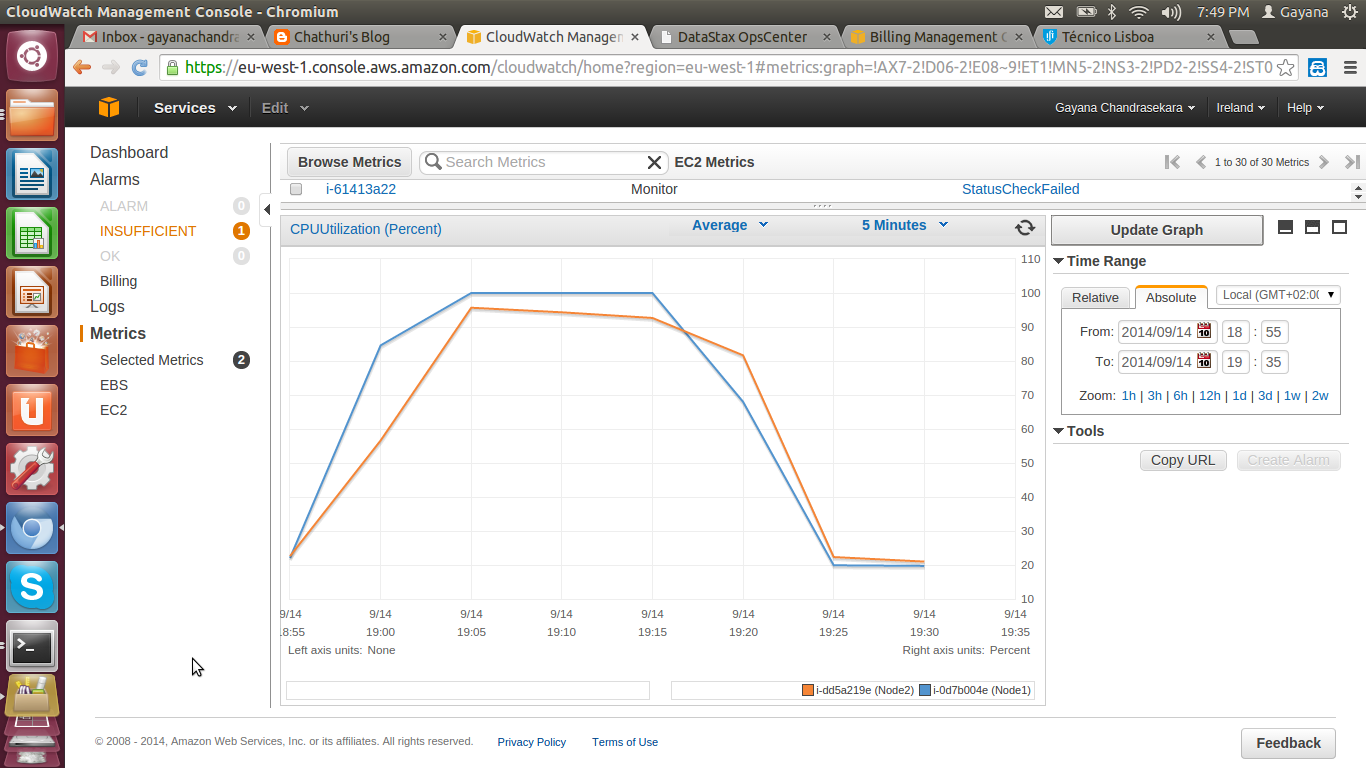 CloudWatch Management Console - Chromium
7:49 PM Gayana
Inbox - gayanachandra
Chathuri's Blog
CloudWatch Managemen
DataStax OpsCenter
Billing Management C
Técnico Lisboa
https://eu-west-1.console.aws.amazon.com/cloudwatch/home?region=eu-west-1#metrics:graph=!AX7-2!D06-2!E08~9!ET1!MN5-2!NS3-2!PD2-2!SS4-2!ST0
Services Edit
Gayana Chandrasekara Ireland Help
Dashboard
Alarms
ALARM 0
INSUFFICIENT 1
OK 0
Billing
Logs
Metrics
Selected Metrics 2
EBS
EC2
Browse Metrics Search Metrics EC2 Metrics 1 to 30 of 30 Metrics
i-61413a22 Monitor StatusCheckFailed
CPUUtilization (Percent) Average 5 Minutes
110
100
90
80
70
60
50
40
30
20
10
9/14 9/14 9/14 9/14 9/14 9/14 9/14 9/14 9/14
18:55 19:00 19:05 19:10 19:15 19:20 19:25 19:30 19:35
Left axis units: None Right axis units: Percent
i-dd5a219e (Node2) i-0d7b004e (Node1)
Update Graph
Time Range
Relative Absolute Local (GMT+02:00
From: 2014/09/14 18 : 55
To: 2014/09/14 19 : 35
Zoom: 1h | 3h | 6h | 12h | 1d | 3d | 1w | 2w
Tools
Copy URL Create Alarm
© 2008 - 2014, Amazon Web Services, Inc. or its affiliates. All rights reserved. Privacy Policy Terms of Use
Feedback